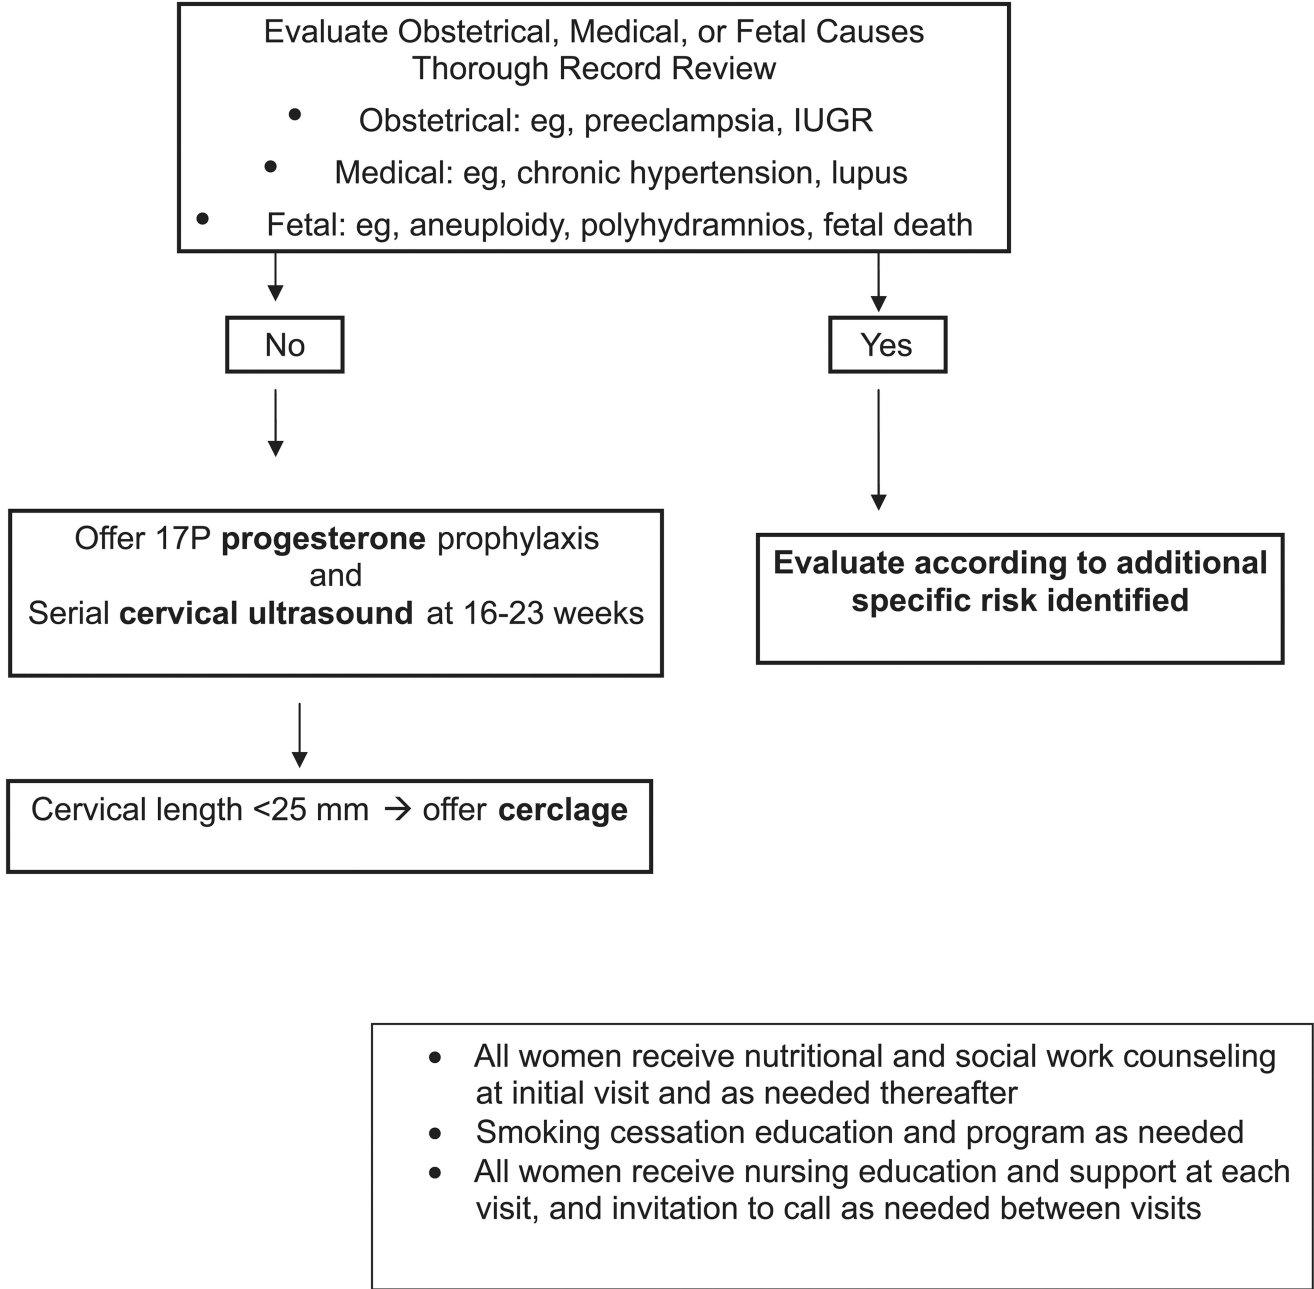 Evaluate Obstetrical, Medical, or Fetal Causes
Thorough Record Review
• Obstetrical: eg, preeclampsia, IUGR
• Medical: eg, chronic hypertension, lupus
• Fetal: eg, aneuploidy, polyhydramnios, fetal death
No
Yes
Offer 17P progesterone prophylaxis
and
Serial cervical ultrasound at 16-23 weeks
Evaluate according to additional
specific risk identified
Cervical length <25 mm → offer cerclage
• All women receive nutritional and social work counseling
at initial visit and as needed thereafter
• Smoking cessation education and program as needed
• All women receive nursing education and support at each
visit, and invitation to call as needed between visits